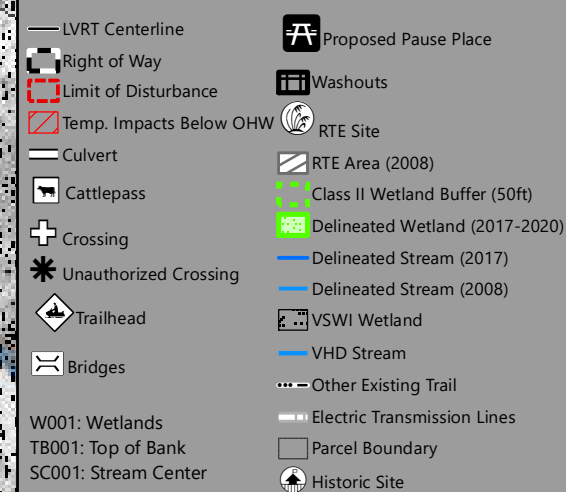 LVRT Centerline
Right of Way
Limit of Disturbance
Temp. Impacts Below OHW
Culvert
Cattlepass
Crossing
Unauthorized Crossing
Trailhead
Bridges
W001: Wetlands
TB001: Top of Bank
SC001: Stream Center
Proposed Pause Place
Washouts
RTE Site
RTE Area (2008)
Class II Wetland Buffer (50ft)
Delineated Wetland (2017-2020)
Delineated Stream (2017)
Delineated Stream (2008)
VSWI Wetland
VHD Stream
Other Existing Trail
Electric Transmission Lines
Parcel Boundary
Historic Site